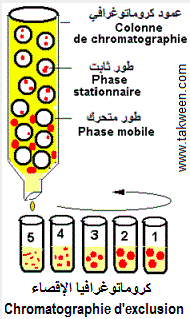 عمود كروماتوغرافي
Colonne
de chromatographie
طور ثابت
Phase
stationnaire
طور متحرك
Phase mobile
www.takween.com
5 4 3 2 1
كروماتوغرافيا الإقصاء
Chromatographie d'exclusion